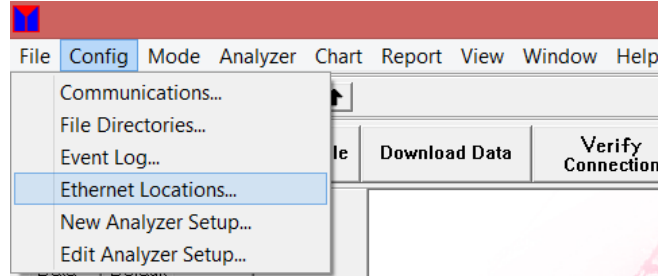 File Config Mode Analyzer Chart Report View Window Help
Communications...
File Directories...
Event Log...
Ethernet Locations...
New Analyzer Setup...
Edit Analyzer Setup...
Download Data
Verify
Connection